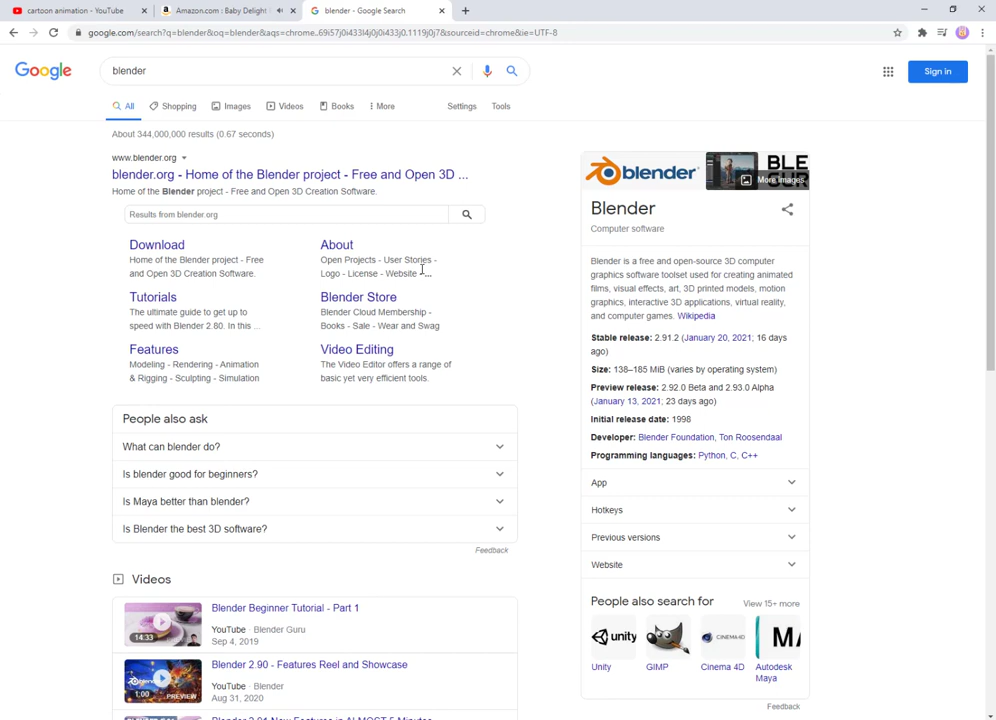 cartoon animation - YouTube
Amazon.com : Baby Delight
blender - Google Search
google.com/search?q=blender&oq=blender&aqs=chrome..69i57j0i433l4j0j0i433j0.1119j0j7&sourceid=chrome&ie=UTF-8
Google
blender
Sign in
All
Shopping
Images
Videos
Books
More
Settings
Tools
About 344,000,000 results (0.67 seconds)
www.blender.org
blender.org - Home of the Blender project - Free and Open 3D ...
Home of the Blender project - Free and Open 3D Creation Software.
Results from blender.org
Download
Home of the Blender project - Free
and Open 3D Creation Software.
About
Open Projects - User Stories -
Logo - License - Website - ...
Tutorials
The ultimate guide to get up to
speed with Blender 2.80. In this ...
Blender Store
Blender Cloud Membership -
Books - Sale - Wear and Swag
Features
Modeling - Rendering - Animation
& Rigging - Sculpting - Simulation
Video Editing
The Video Editor offers a range of
basic yet very efficient tools.
People also ask
What can blender do?
Is blender good for beginners?
Is Maya better than blender?
Is Blender the best 3D software?
Feedback
Videos
14:33
Blender Beginner Tutorial - Part 1
YouTube · Blender Guru
Sep 4, 2019
1:00
PREVIEW
Blender 2.90 - Features Reel and Showcase
YouTube · Blender
Aug 31, 2020
Blender 2.91 New Features in ALMOST 5 Minutes
blender
More images
Blender
Computer software
Blender is a free and open-source 3D computer
graphics software toolset used for creating animated
films, visual effects, art, 3D printed models, motion
graphics, interactive 3D applications, virtual reality,
and computer games. Wikipedia
Stable release: 2.91.2 (January 20, 2021; 16 days
ago)
Size: 138–185 MiB (varies by operating system)
Preview release: 2.92.0 Beta and 2.93.0 Alpha
(January 13, 2021; 23 days ago)
Initial release date: 1998
Developer: Blender Foundation, Ton Roosendaal
Programming languages: Python, C, C++
App
Hotkeys
Previous versions
Website
People also search for
View 15+ more
unity
CINEMA 4D
MA
Unity
GIMP
Cinema 4D
Autodesk
Maya
Feedback